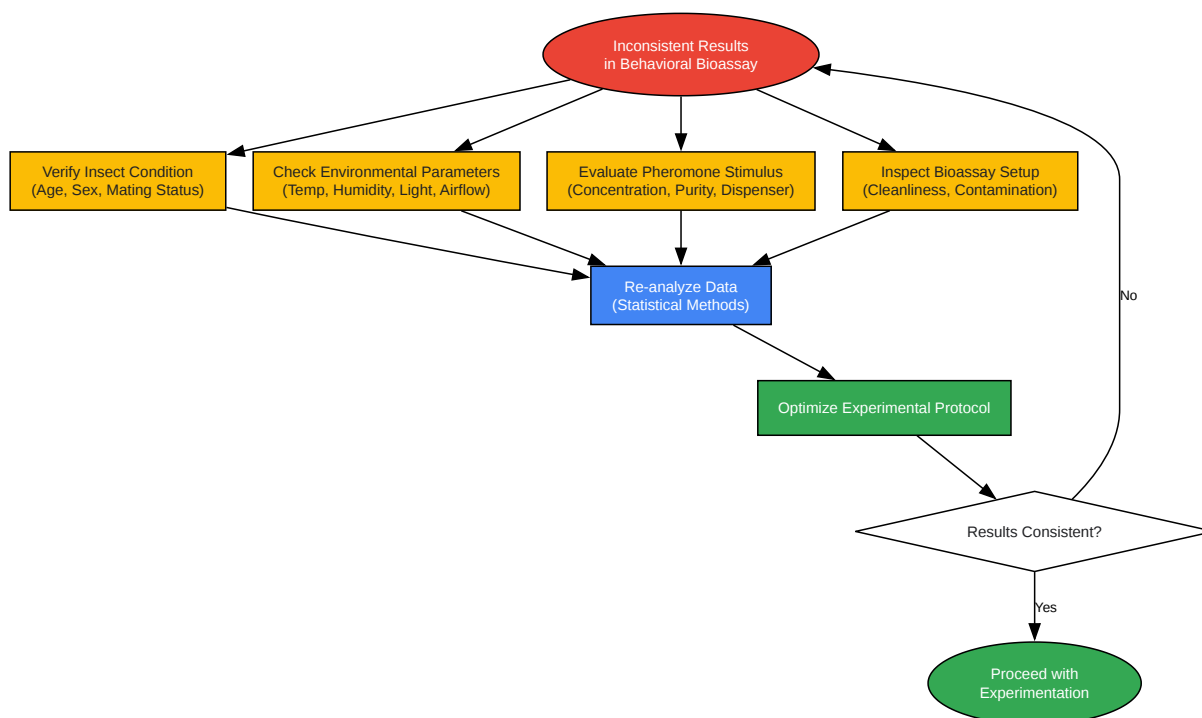 Inconsistent Results
in Behavioral Bioassay
Verify Insect Condition
(Age, Sex, Mating Status)
Check Environmental Parameters
(Temp, Humidity, Light, Airflow)
Evaluate Pheromone Stimulus
(Concentration, Purity, Dispenser)
Inspect Bioassay Setup
(Cleanliness, Contamination)
Re-analyze Data
(Statistical Methods)
No
Optimize Experimental Protocol
Results Consistent?
Yes
Proceed with
Experimentation